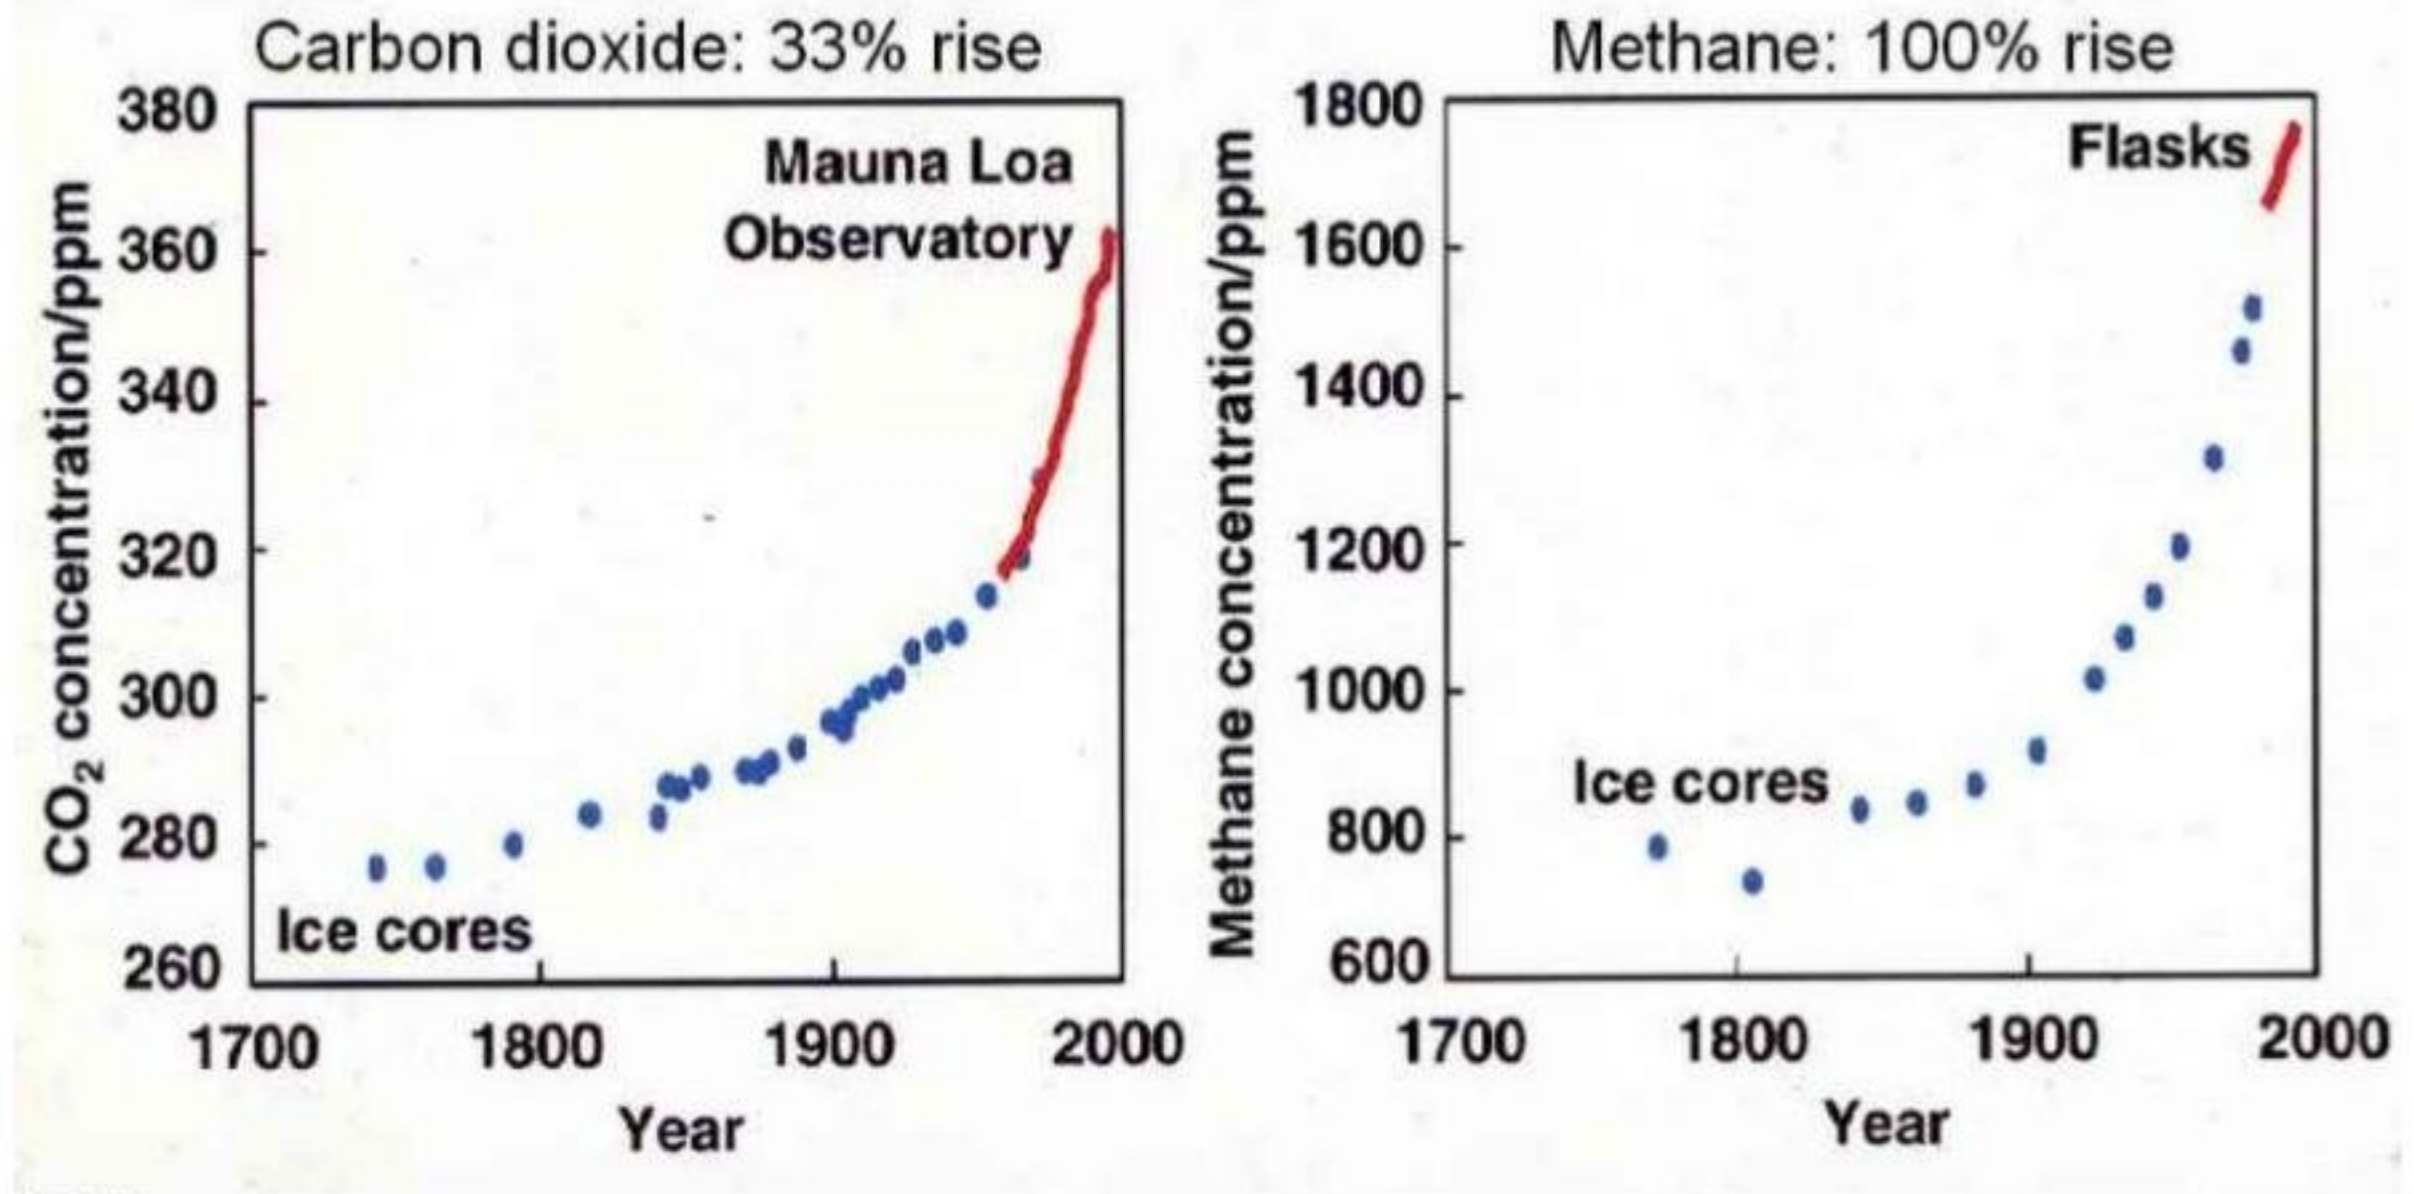 Carbon dioxide: 33% rise
380
360
340
320
300
280
260
CO₂ concentration/ppm
Mauna Loa
Observatory
Ice cores
1700 1800 1900 2000
Year
Methane: 100% rise
1800
1600
1400
1200
1000
800
600
Methane concentration/ppm
Flasks
Ice cores
1700 1800 1900 2000
Year